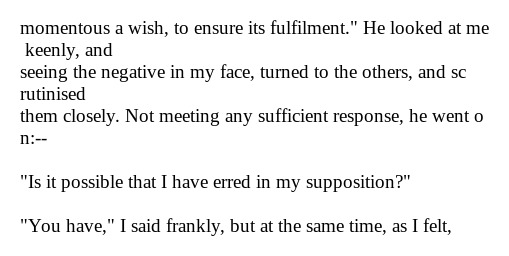 momentous a wish, to ensure its fulfilment." He looked at me
 keenly, and
seeing the negative in my face, turned to the others, and sc
rutinised
them closely. Not meeting any sufficient response, he went o
n:--

"Is it possible that I have erred in my supposition?"

"You have," I said frankly, but at the same time, as I felt,